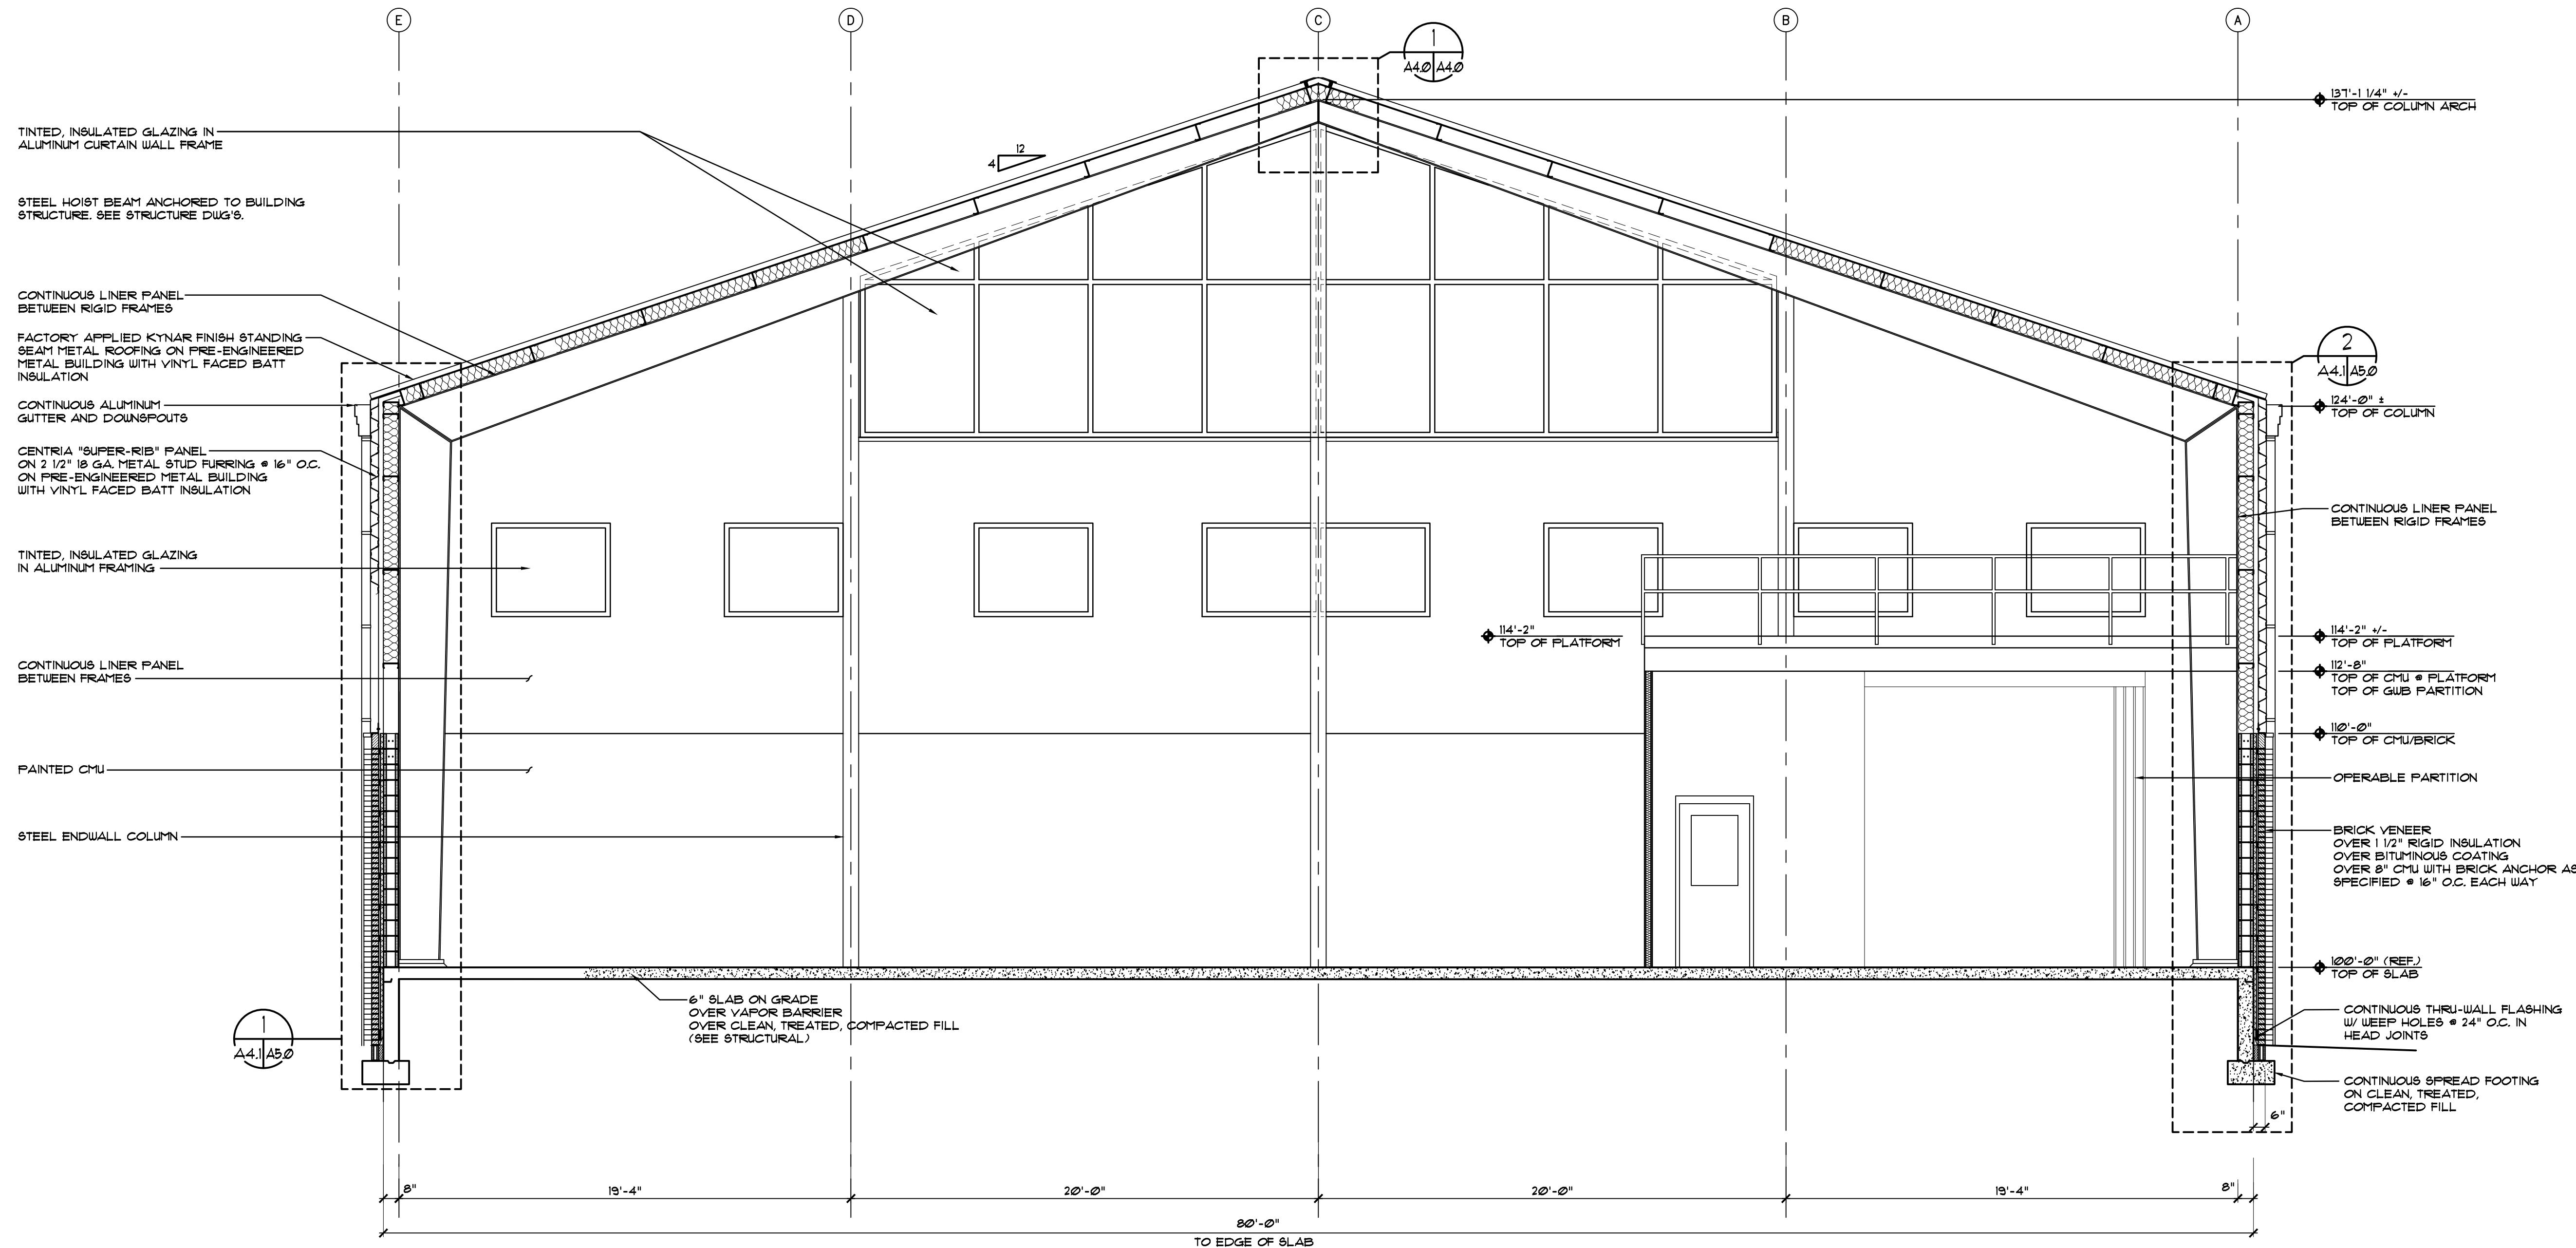 E
D
C
B
A
1
A4.0 A4.0
137'-1 1/4" +/-
TOP OF COLUMN ARCH
TINTED, INSULATED GLAZING IN
ALUMINUM CURTAIN WALL FRAME
12
4
STEEL HOIST BEAM ANCHORED TO BUILDING
STRUCTURE. SEE STRUCTURE DWG'S.
CONTINUOUS LINER PANEL
BETWEEN RIGID FRAMES
FACTORY APPLIED KYNAR FINISH STANDING
SEAM METAL ROOFING ON PRE-ENGINEERED
METAL BUILDING WITH VINYL FACED BATT
INSULATION
2
A4.1 A5.0
CONTINUOUS ALUMINUM
GUTTER AND DOWNSPOUTS
124'-0" ±
TOP OF COLUMN
CENTRIA "SUPER-RIB" PANEL
ON 2 1/2" 18 GA. METAL STUD FURRING @ 16" O.C.
ON PRE-ENGINEERED METAL BUILDING
WITH VINYL FACED BATT INSULATION
CONTINUOUS LINER PANEL
BETWEEN RIGID FRAMES
TINTED, INSULATED GLAZING
IN ALUMINUM FRAMING
114'-2"
TOP OF PLATFORM
114'-2" +/-
TOP OF PLATFORM
CONTINUOUS LINER PANEL
BETWEEN FRAMES
112'-8"
TOP OF CMU @ PLATFORM
TOP OF GWB PARTITION
110'-0"
TOP OF CMU/BRICK
PAINTED CMU
OPERABLE PARTITION
STEEL ENDWALL COLUMN
BRICK VENEER
OVER 1 1/2" RIGID INSULATION
OVER BITUMINOUS COATING
OVER 8" CMU WITH BRICK ANCHOR AS
SPECIFIED @ 16" O.C. EACH WAY
100'-0" (REF.)
TOP OF SLAB
6" SLAB ON GRADE
OVER VAPOR BARRIER
OVER CLEAN, TREATED, COMPACTED FILL
(SEE STRUCTURAL)
1
A4.1 A5.0
CONTINUOUS THRU-WALL FLASHING
W/ WEEP HOLES @ 24" O.C. IN
HEAD JOINTS
CONTINUOUS SPREAD FOOTING
ON CLEAN, TREATED,
COMPACTED FILL
6"
8"
19'-4"
20'-0"
20'-0"
19'-4"
8"
80'-0"
TO EDGE OF SLAB